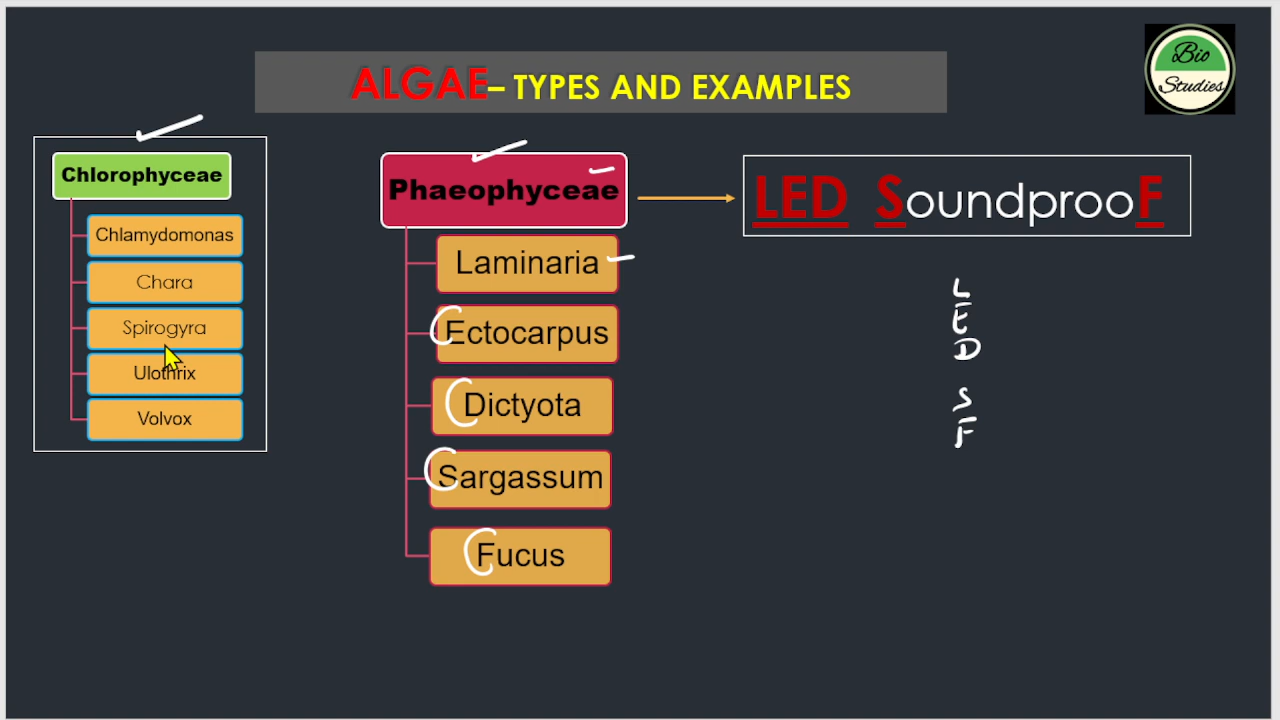 ALGAE– TYPES AND EXAMPLES
Bio
Studies
Chlorophyceae
Chlamydomonas
Chara
Spirogyra
Ulothrix
Volvox
Phaeophyceae
Laminaria
Ectocarpus
Dictyota
Sargassum
Fucus
LED SoundprooF
L
E
D
S
F